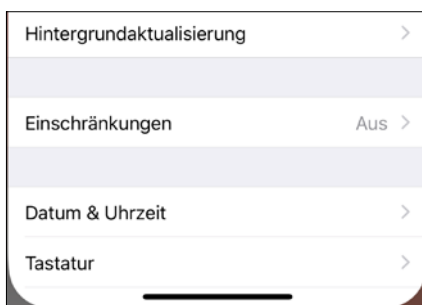 Hintergrundaktualisierung
Einschränkungen Aus
Datum & Uhrzeit
Tastatur